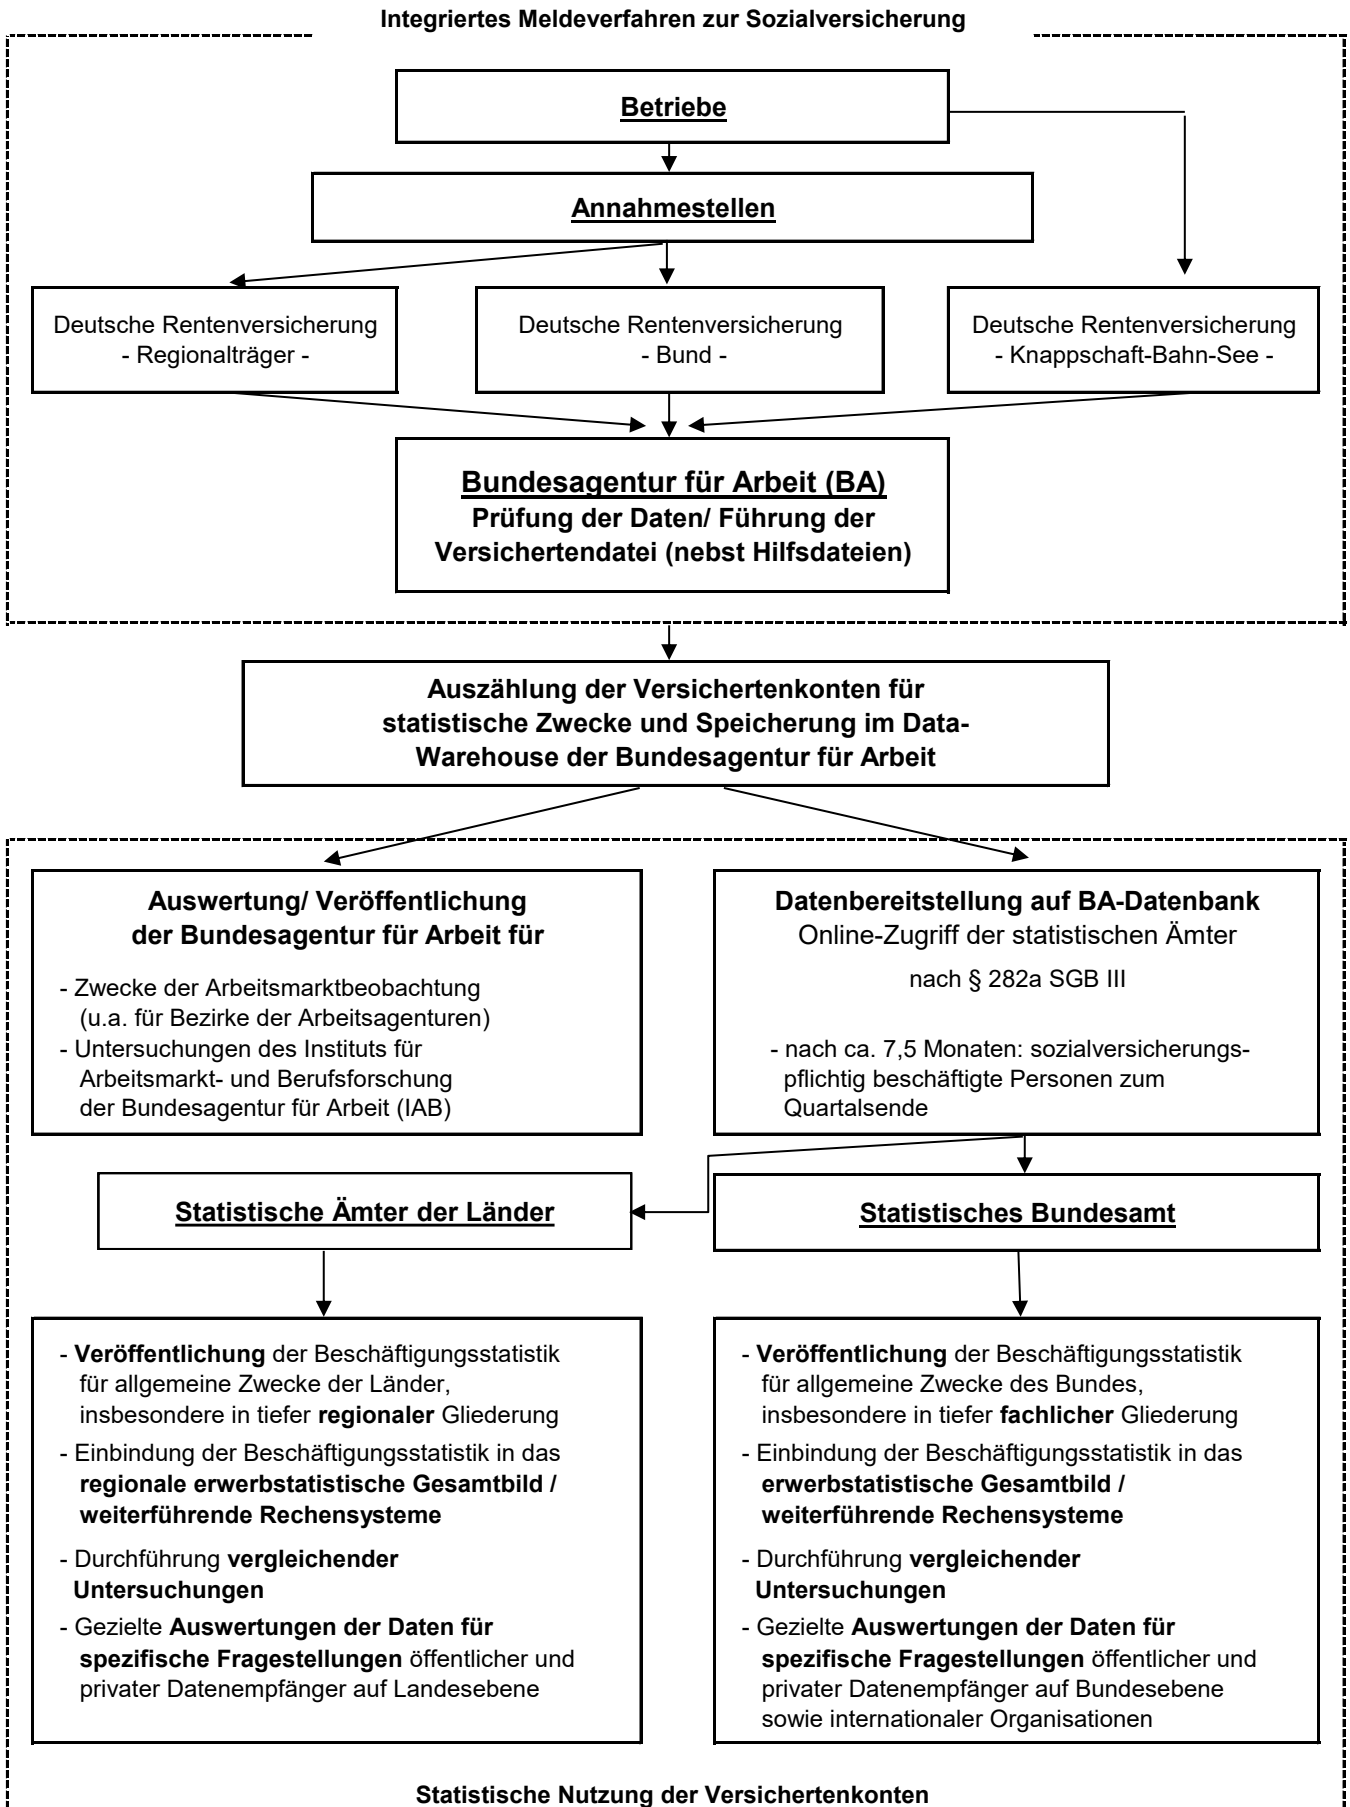 Integriertes Meldeverfahren zur Sozialversicherung
Betriebe
Annahmestellen
Deutsche Rentenversicherung
- Regionalträger -
Deutsche Rentenversicherung
- Bund -
Deutsche Rentenversicherung
- Knappschaft-Bahn-See -
Bundesagentur für Arbeit (BA)
Prüfung der Daten/ Führung der
Versichertendatei (nebst Hilfsdateien)
Auszählung der Versichertenkonten für
statistische Zwecke und Speicherung im Data-
Warehouse der Bundesagentur für Arbeit
Auswertung/ Veröffentlichung
der Bundesagentur für Arbeit für
- Zwecke der Arbeitsmarktbeobachtung
(u.a. für Bezirke der Arbeitsagenturen)
- Untersuchungen des Instituts für
Arbeitsmarkt- und Berufsforschung
der Bundesagentur für Arbeit (IAB)
Datenbereitstellung auf BA-Datenbank
Online-Zugriff der statistischen Ämter
nach § 282a SGB III
- nach ca. 7,5 Monaten: sozialversicherungs-
pflichtig beschäftigte Personen zum
Quartalsende
Statistische Ämter der Länder
Statistisches Bundesamt
- Veröffentlichung der Beschäftigungsstatistik
für allgemeine Zwecke der Länder,
insbesondere in tiefer regionaler Gliederung
- Einbindung der Beschäftigungsstatistik in das
regionale erwerbstatistische Gesamtbild /
weiterführende Rechensysteme
- Durchführung vergleichender
Untersuchungen
- Gezielte Auswertungen der Daten für
spezifische Fragestellungen öffentlicher und
privater Datenempfänger auf Landesebene
- Veröffentlichung der Beschäftigungsstatistik
für allgemeine Zwecke des Bundes,
insbesondere in tiefer fachlicher Gliederung
- Einbindung der Beschäftigungsstatistik in das
erwerbstatistische Gesamtbild /
weiterführende Rechensysteme
- Durchführung vergleichender
Untersuchungen
- Gezielte Auswertungen der Daten für
spezifische Fragestellungen öffentlicher und
privater Datenempfänger auf Bundesebene
sowie internationaler Organisationen
Statistische Nutzung der Versichertenkonten